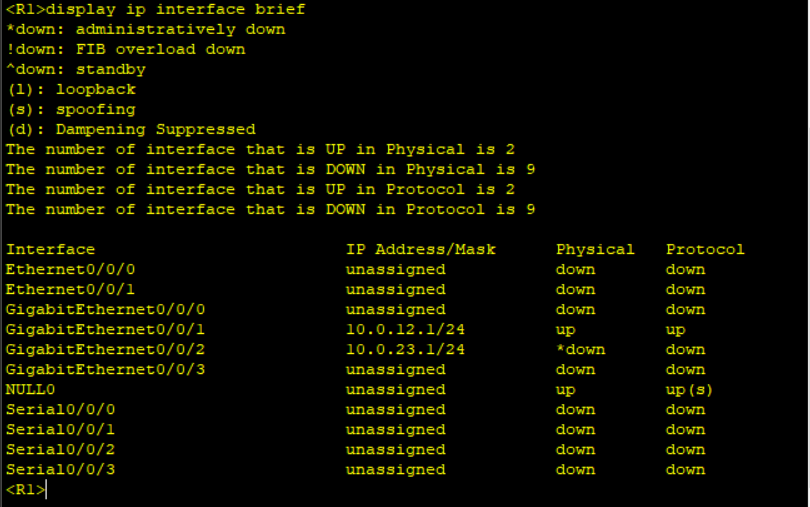 <R1>display ip interface brief
*down: administratively down
!down: FIB overload down
^down: standby
(l): loopback
(s): spoofing
(d): Dampening Suppressed
The number of interface that is UP in Physical is 2
The number of interface that is DOWN in Physical is 9
The number of interface that is UP in Protocol is 2
The number of interface that is DOWN in Protocol is 9

Interface                         IP Address/Mask      Physical   Protocol
Ethernet0/0/0                     unassigned           down       down
Ethernet0/0/1                     unassigned           down       down
GigabitEthernet0/0/0              unassigned           down       down
GigabitEthernet0/0/1              10.0.12.1/24         up         up
GigabitEthernet0/0/2              10.0.23.1/24         *down      down
GigabitEthernet0/0/3              unassigned           down       down
NULL0                             unassigned           up         up(s)
Serial0/0/0                       unassigned           down       down
Serial0/0/1                       unassigned           down       down
Serial0/0/2                       unassigned           down       down
Serial0/0/3                       unassigned           down       down
<R1>